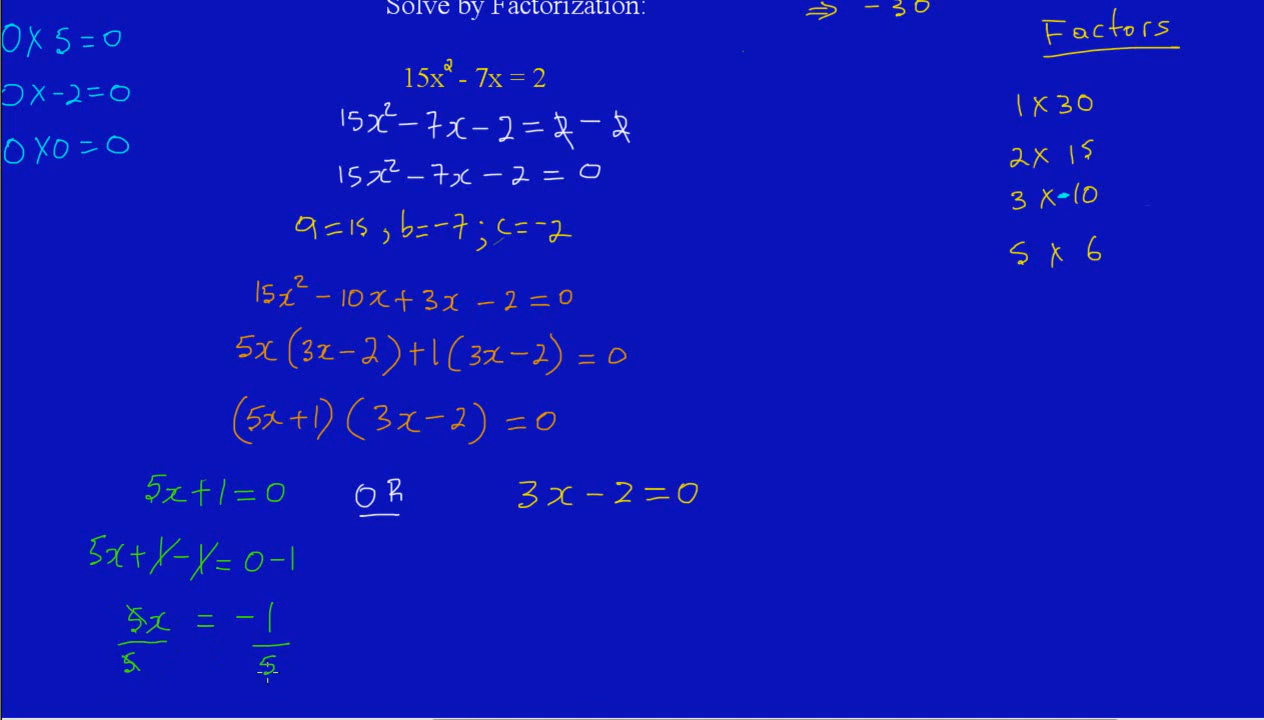 Solve by Factorization:
⇒ -30
0 X 5 = 0
0 X -2 = 0
0 X 0 = 0
15x² - 7x = 2
15x² - 7x - 2 = 2 - 2
15x² - 7x - 2 = 0
a = 15 , b = -7 ; c = -2
15x² - 10x + 3x - 2 = 0
5x (3x - 2) + 1 (3x - 2) = 0
(5x + 1) (3x - 2) = 0
5x + 1 = 0 OR 3x - 2 = 0
5x + 1 - 1 = 0 - 1
5x = -1
5 5
Factors
1 X 30
2 X 15
3 X -10
5 X 6